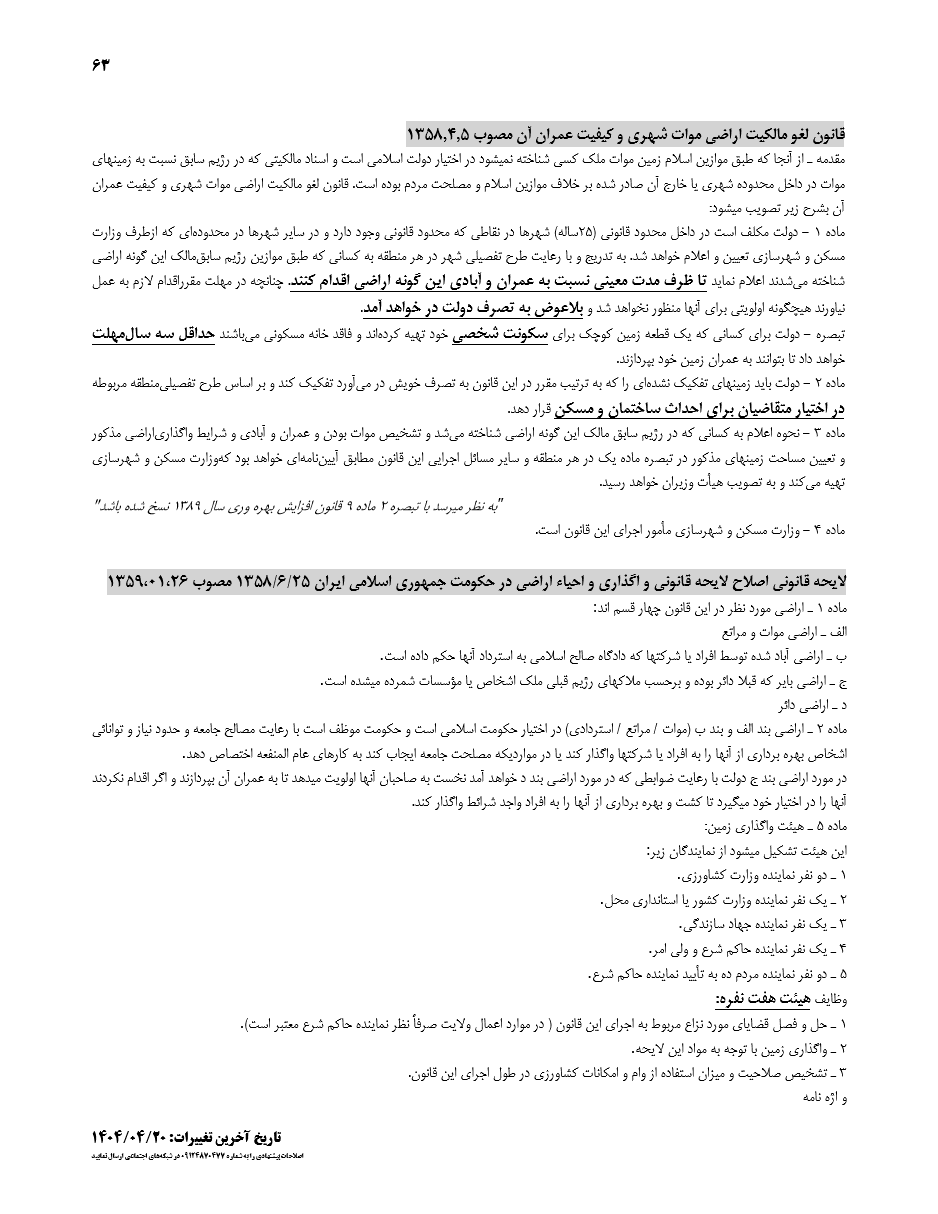 ۶۳
قانون لغو مالکیت اراضی موات شهری و کیفیت عمران آن مصوب ۱۳۵۸,۴,۵
مقدمه ـ از آنجا که طبق موازین اسلام زمین موات ملک کسی شناخته نمیشود در اختیار دولت اسلامی است و اسناد مالکیتی که در رژیم سابق نسبت به زمینهای
موات در داخل محدوده شهری یا خارج آن صادر شده بر خلاف موازین اسلام و مصلحت مردم بوده است. قانون لغو مالکیت اراضی موات شهری و کیفیت عمران
آن بشرح زیر تصویب میشود:
ماده ۱ – دولت مکلف است در داخل محدود قانونی (۲۵ساله) شهرها در نقاطی که محدود قانونی وجود دارد و در سایر شهرها در محدوده‌ای که ازطرف وزارت
مسکن و شهرسازی تعیین و اعلام خواهد شد. به تدریج و با رعایت طرح تفصیلی شهر در هر منطقه به کسانی که طبق موازین رژیم سابق‌مالک این گونه اراضی
شناخته می‌شدند اعلام نماید تا ظرف مدت معینی نسبت به عمران و آبادی این گونه اراضی اقدام کنند. چنانچه در مهلت مقرراقدام لازم به عمل
نیاورند هیچگونه اولویتی برای آنها منظور نخواهد شد و بلاعوض به تصرف دولت در خواهد آمد.
تبصره – دولت برای کسانی که یک قطعه زمین کوچک برای سکونت شخصی خود تهیه کرده‌اند و فاقد خانه مسکونی می‌باشند حداقل سه سال‌مهلت
خواهد داد تا بتوانند به عمران زمین خود بپردازند.
ماده ۲ – دولت باید زمینهای تفکیک نشده‌ای را که به ترتیب مقرر در این قانون به تصرف خویش در می‌آورد تفکیک کند و بر اساس طرح تفصیلی‌منطقه مربوطه
در اختیار متقاضیان برای احداث ساختمان و مسکن قرار دهد.
ماده ۳ – نحوه اعلام به کسانی که در رژیم سابق مالک این گونه اراضی شناخته می‌شد و تشخیص موات بودن و عمران و آبادی و شرایط واگذاری‌اراضی مذکور
و تعیین مساحت زمینهای مذکور در تبصره ماده یک در هر منطقه و سایر مسائل اجرایی این قانون مطابق آیین‌نامه‌ای خواهد بود که‌وزارت مسکن و شهرسازی
تهیه می‌کند و به تصویب هیأت وزیران خواهد رسید.
"به نظر میرسد با تبصره ۲ ماده ۹ قانون افزایش بهره وری سال ۱۳۸۹ نسخ شده باشد"
ماده ۴ – وزارت مسکن و شهرسازی مأمور اجرای این قانون است.
لایحه قانونی اصلاح لایحه قانونی و اگذاری و احیاء اراضی در حکومت جمهوری اسلامی ایران ۱۳۵۸/۶/۲۵ مصوب ۱۳۵۹،۰۱،۲۶
ماده ۱ ـ اراضی مورد نظر در این قانون چهار قسم اند:
الف ـ اراضی موات و مراتع
ب ـ اراضی آباد شده توسط افراد یا شرکتها که دادگاه صالح اسلامی به استرداد آنها حکم داده است.
ج ـ اراضی بایر که قبلا دائر بوده و برحسب ملاکهای رژیم قبلی ملک اشخاص یا مؤسسات شمرده میشده است.
د ـ اراضی دائر
ماده ۲ ـ اراضی بند الف و بند ب (موات / مراتع / استردادی) در اختیار حکومت اسلامی است و حکومت موظف است با رعایت مصالح جامعه و حدود نیاز و توانائی
اشخاص بهره برداری از آنها را به افراد یا شرکتها واگذار کند یا در مواردیکه مصلحت جامعه ایجاب کند به کارهای عام المنفعه اختصاص دهد.
در مورد اراضی بند ج دولت با رعایت ضوابطی که در مورد اراضی بند د خواهد آمد نخست به صاحبان آنها اولویت میدهد تا به عمران آن بپردازند و اگر اقدام نکردند
آنها را در اختیار خود میگیرد تا کشت و بهره برداری از آنها را به افراد واجد شرائط واگذار کند.
ماده ۵ ـ هیئت واگذاری زمین:
این هیئت تشکیل میشود از نمایندگان زیر:
۱ ـ دو نفر نماینده وزارت کشاورزی.
۲ ـ یک نفر نماینده وزارت کشور یا استانداری محل.
۳ ـ یک نفر نماینده جهاد سازندگی.
۴ ـ یک نفر نماینده حاکم شرع و ولی امر.
۵ ـ دو نفر نماینده مردم ده به تأیید نماینده حاکم شرع.
وظایف هیئت هفت نفره:
۱ ـ حل و فصل قضایای مورد نزاع مربوط به اجرای این قانون ( در موارد اعمال ولایت صرفاً نظر نماینده حاکم شرع معتبر است).
۲ ـ واگذاری زمین با توجه به مواد این لایحه.
۳ ـ تشخیص صلاحیت و میزان استفاده از وام و امکانات کشاورزی در طول اجرای این قانون.
و اژه نامه
تاریخ آخرین تغییرات: ۱۴۰۴/۰۴/۲۰
اصلاحات پیشنهادی را به شماره ۰۹۱۲۴۸۷۰۴۷۷ در شبکه‌های اجتماعی ارسال نمایید